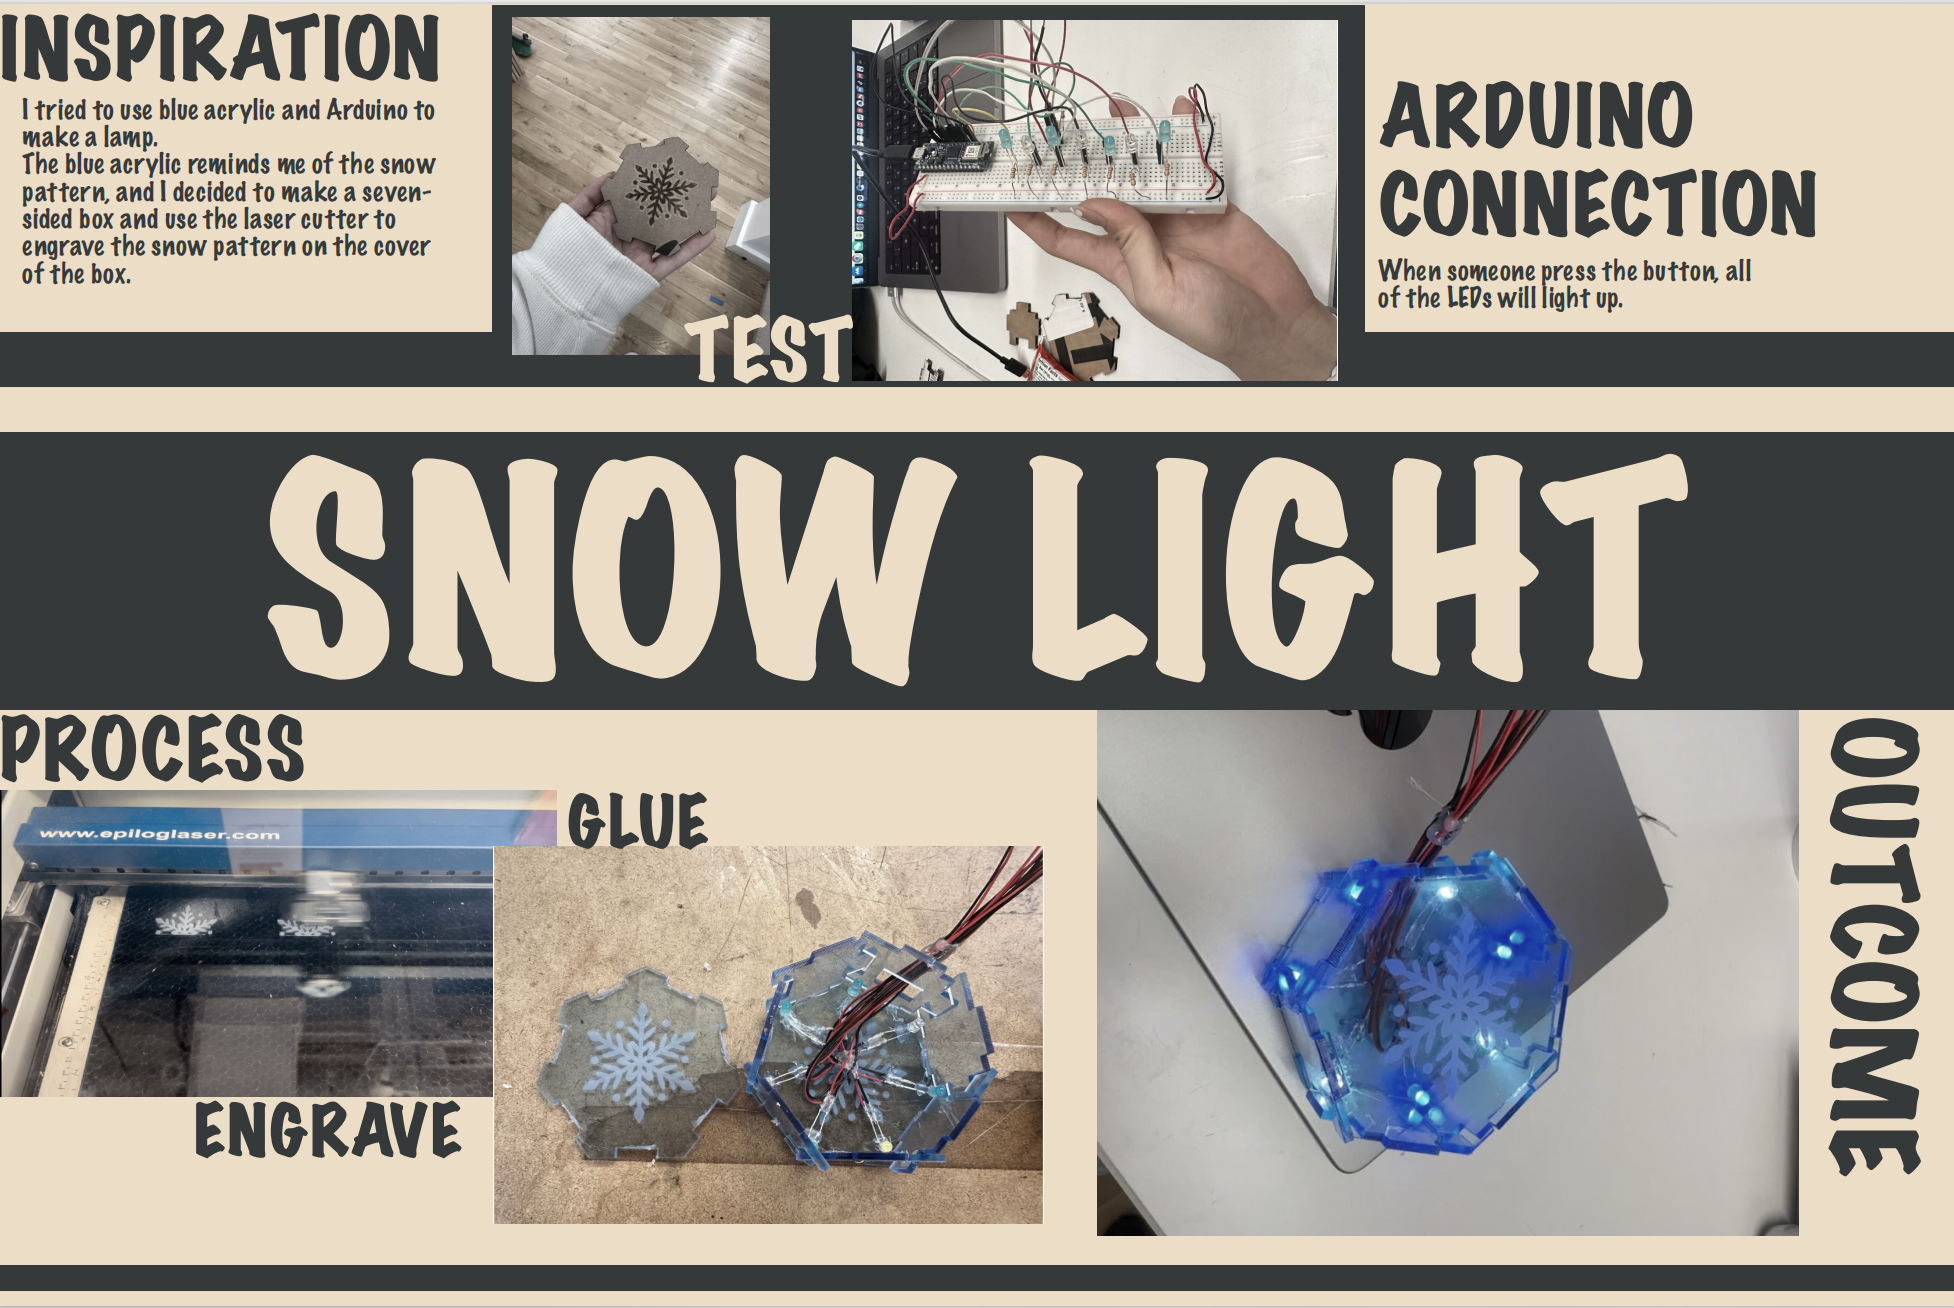 INSPIRATION
I tried to use blue acrylic and Arduino to
make a lamp.
The blue acrylic reminds me of the snow
pattern, and I decided to make a seven-
sided box and use the laser cutter to
engrave the snow pattern on the cover
of the box.
TEST
ARDUINO
CONNECTION
When someone press the button, all
of the LEDs will light up.
SNOW LIGHT
PROCESS
www.epiloglaser.com
ENGRAVE
GLUE
OUTCOME